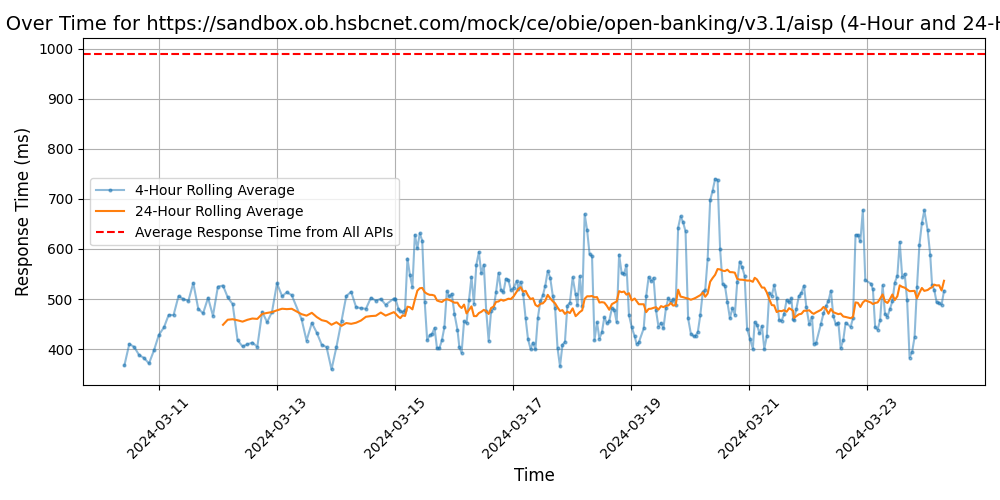 Over Time for https://sandbox.ob.hsbcnet.com/mock/ce/obie/open-banking/v3.1/aisp (4-Hour and 24-H
Response Time (ms)
1000
900
800
700
600
500
400
4-Hour Rolling Average
24-Hour Rolling Average
Average Response Time from All APIs
2024-03-11
2024-03-13
2024-03-15
2024-03-17
2024-03-19
2024-03-21
2024-03-23
Time